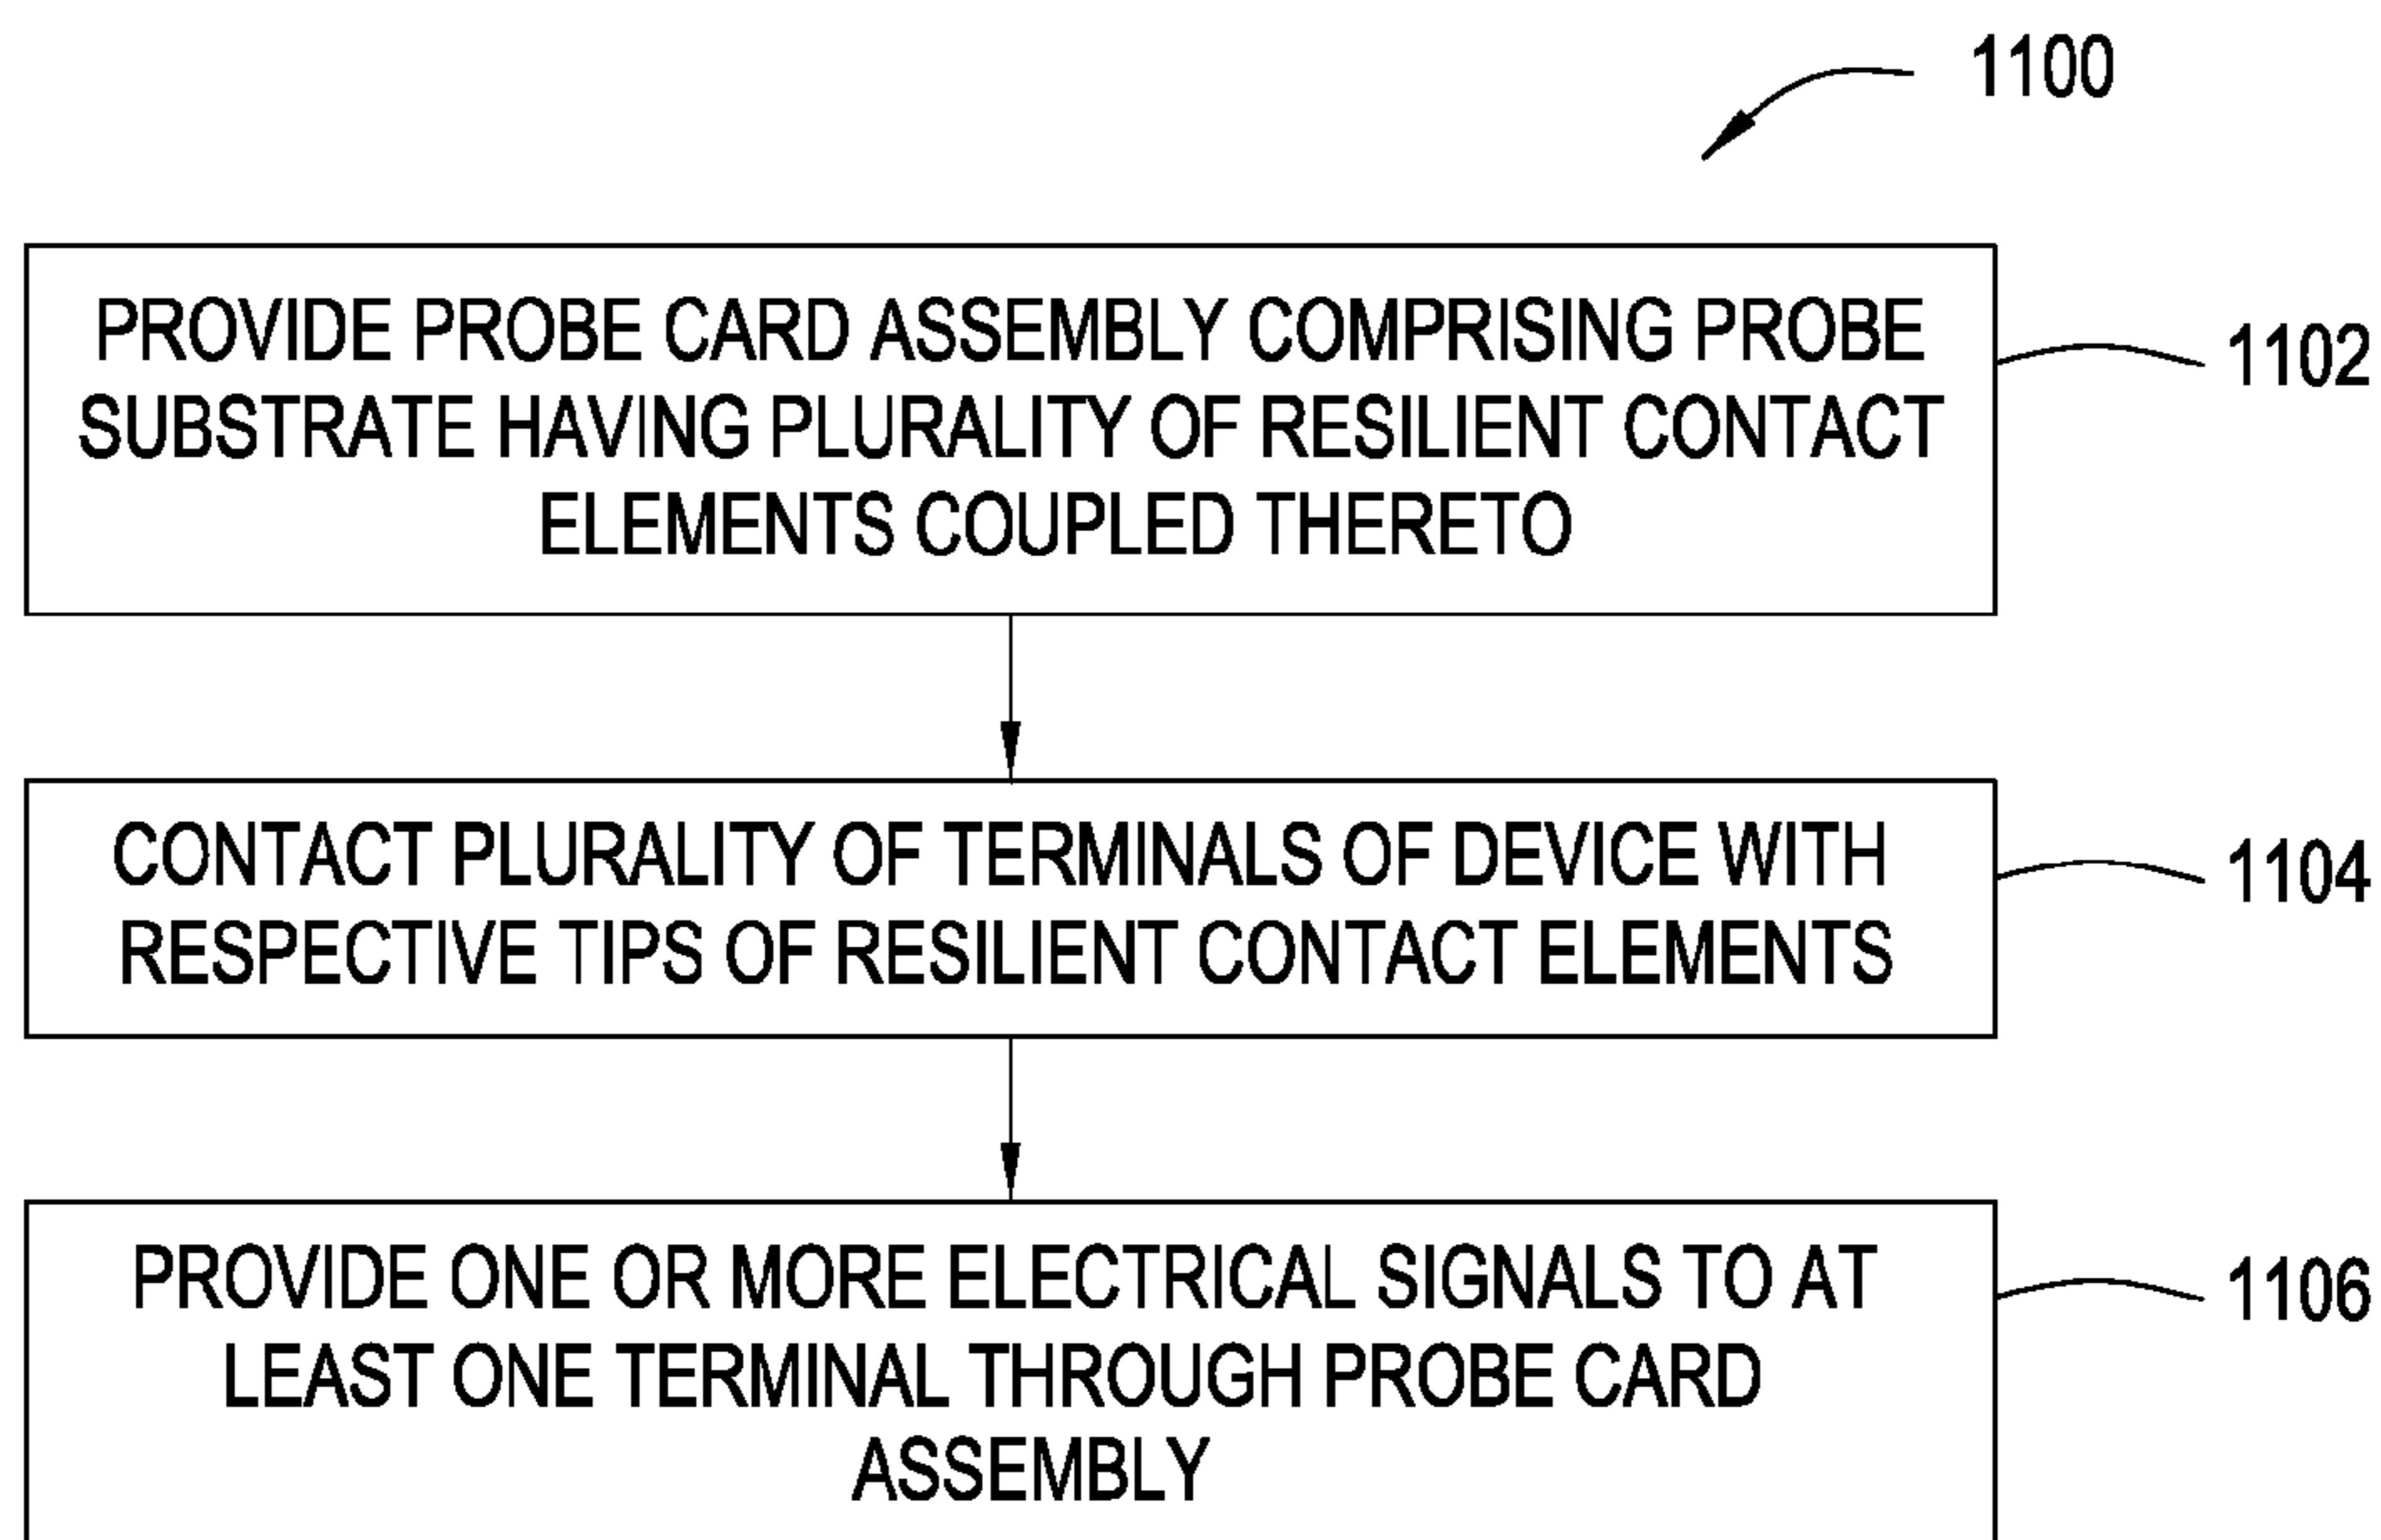 1100
PROVIDE PROBE CARD ASSEMBLY COMPRISING PROBE
SUBSTRATE HAVING PLURALITY OF RESILIENT CONTACT
ELEMENTS COUPLED THERETO
1102
CONTACT PLURALITY OF TERMINALS OF DEVICE WITH
RESPECTIVE TIPS OF RESILIENT CONTACT ELEMENTS
1104
PROVIDE ONE OR MORE ELECTRICAL SIGNALS TO AT
LEAST ONE TERMINAL THROUGH PROBE CARD
ASSEMBLY
1106